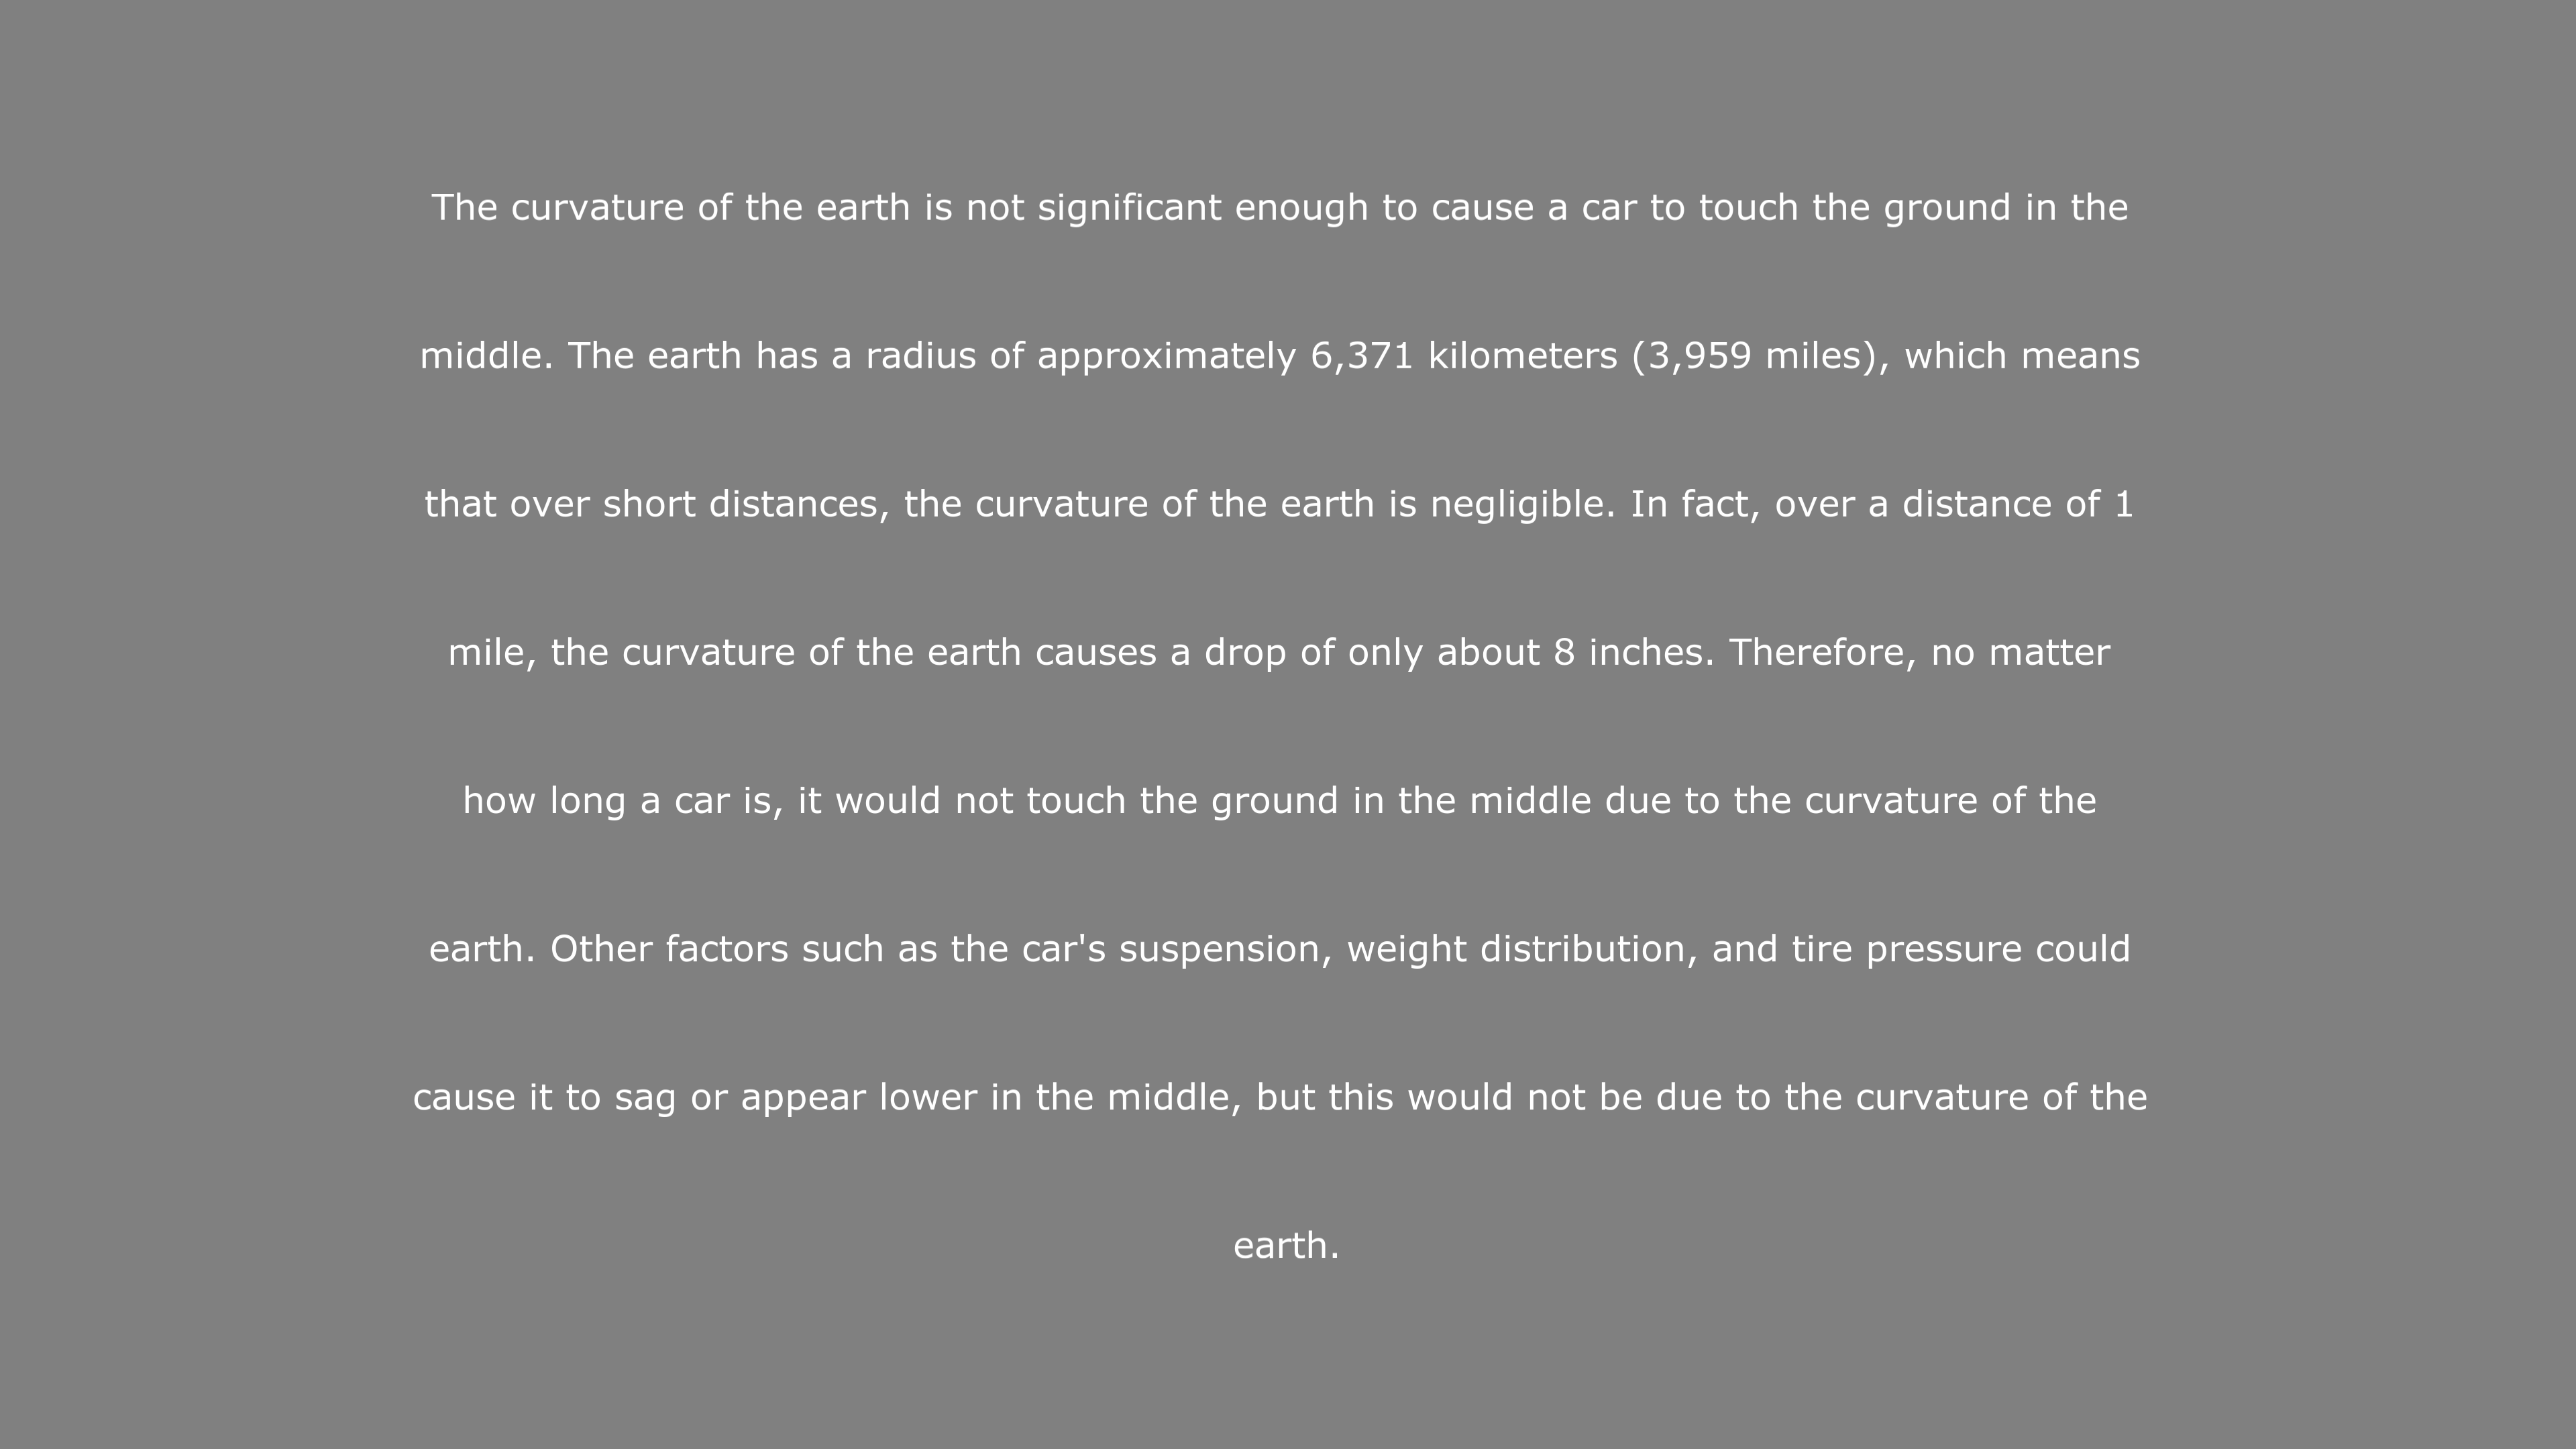 The curvature of the earth is not significant enough to cause a car to touch the ground in the
middle. The earth has a radius of approximately 6,371 kilometers (3,959 miles), which means
that over short distances, the curvature of the earth is negligible. In fact, over a distance of 1
mile, the curvature of the earth causes a drop of only about 8 inches. Therefore, no matter
how long a car is, it would not touch the ground in the middle due to the curvature of the
earth. Other factors such as the car's suspension, weight distribution, and tire pressure could
cause it to sag or appear lower in the middle, but this would not be due to the curvature of the
earth.